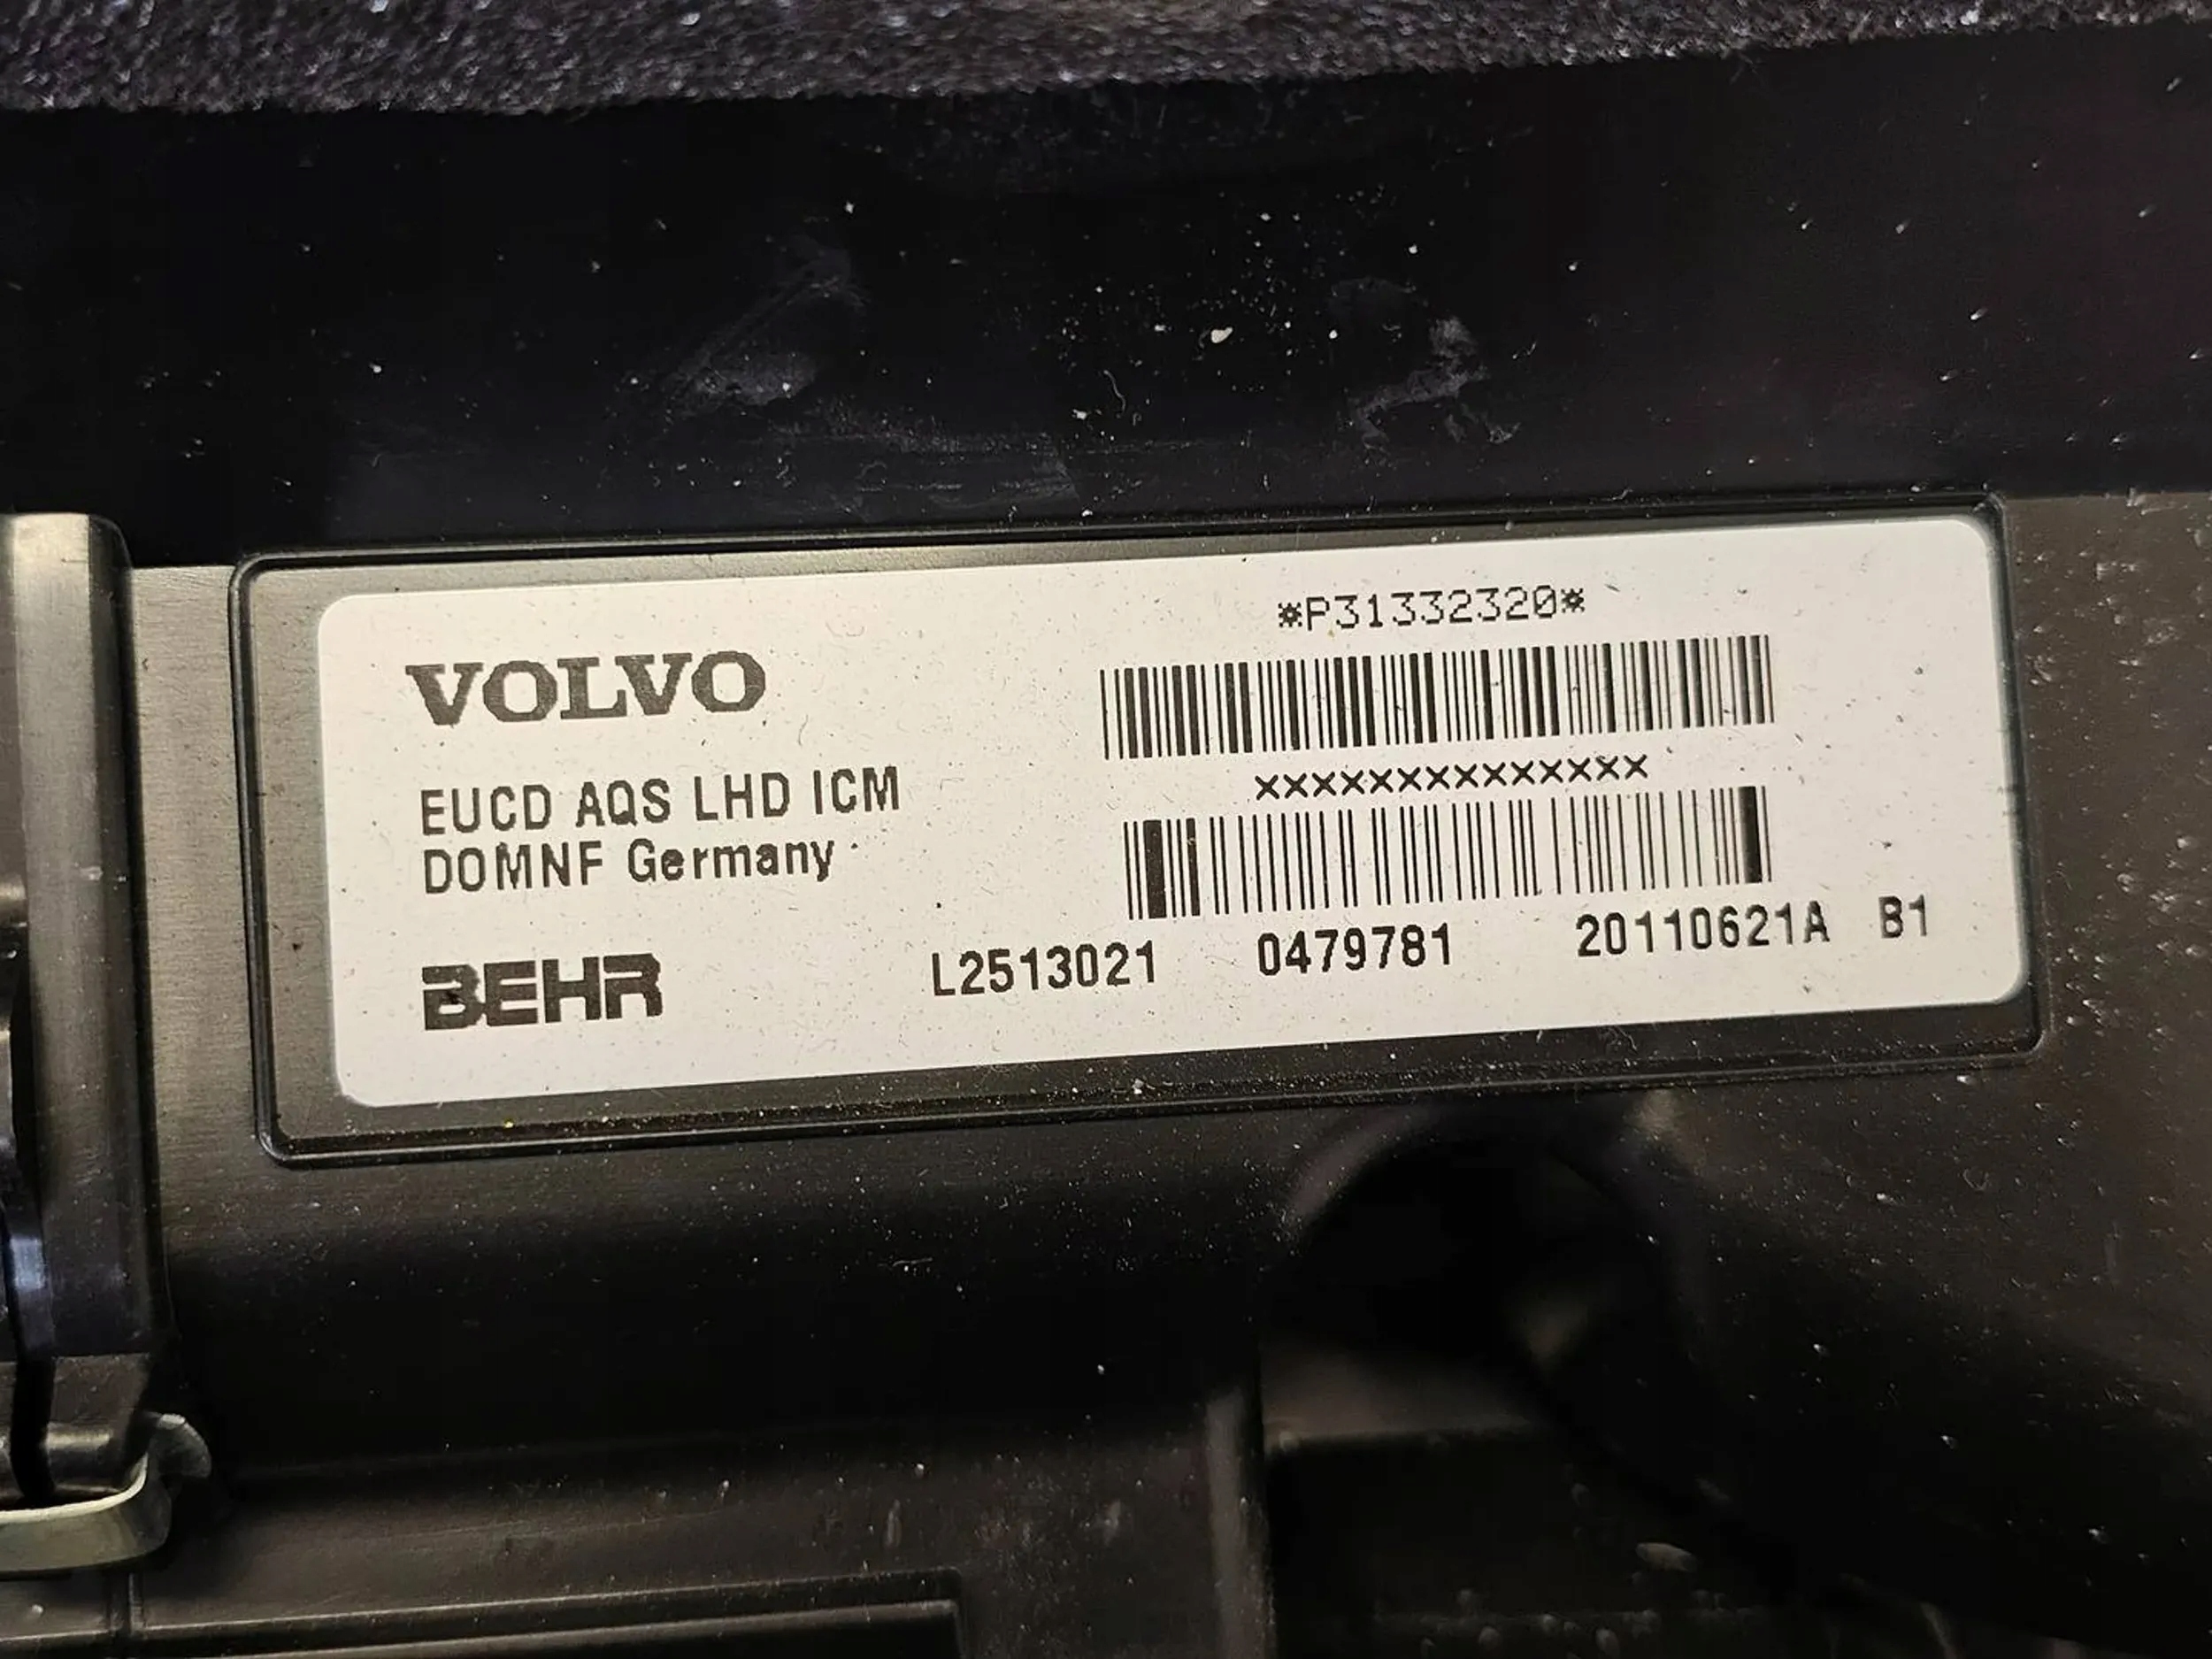 VOLVO
EUCD AQS LHD ICM
DOMNF Germany
BEHR
*P31332320*
xxxxxxxxxxxxxx
L2513021 0479781 20110621A B1